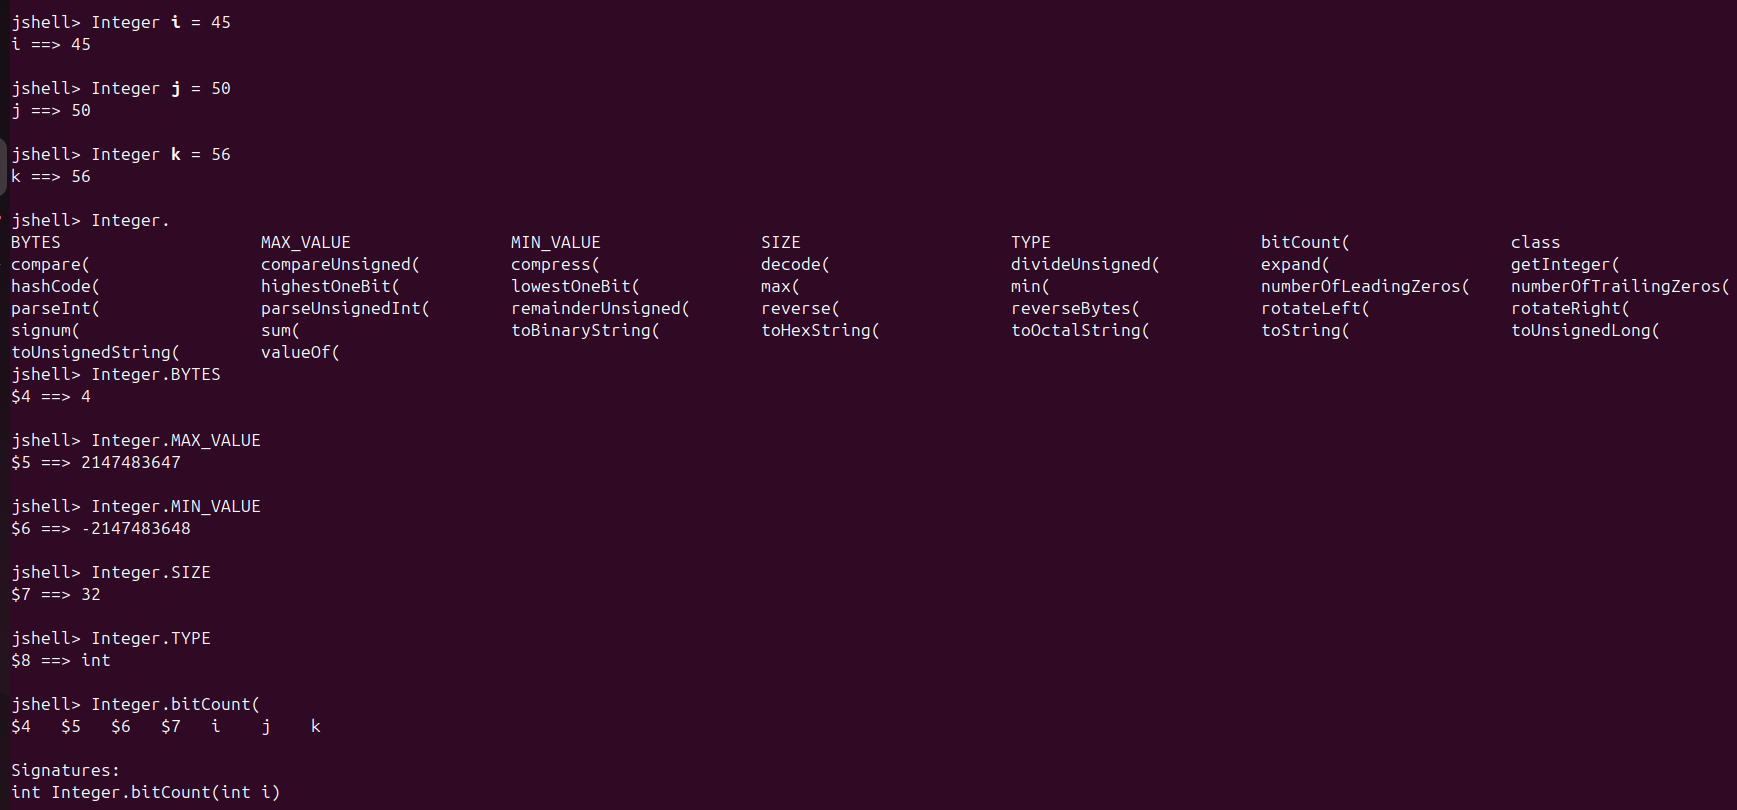 jshell> Integer i = 45
i ==> 45
jshell> Integer j = 50
j ==> 50
jshell> Integer k = 56
k ==> 56
jshell> Integer.
BYTES MAX_VALUE MIN_VALUE SIZE TYPE bitCount( class
compare( compareUnsigned( compress( decode( divideUnsigned( expand( getInteger(
hashCode( highestOneBit( lowestOneBit( max( min( numberOfLeadingZeros( numberOfTrailingZeros(
parseInt( parseUnsignedInt( remainderUnsigned( reverse( reverseBytes( rotateLeft( rotateRight(
signum( sum( toBinaryString( toHexString( toOctalString( toString( toUnsignedLong(
toUnsignedString( valueOf(
jshell> Integer.BYTES
$4 ==> 4
jshell> Integer.MAX_VALUE
$5 ==> 2147483647
jshell> Integer.MIN_VALUE
$6 ==> -2147483648
jshell> Integer.SIZE
$7 ==> 32
jshell> Integer.TYPE
$8 ==> int
jshell> Integer.bitCount(
$4 $5 $6 $7 i j k
Signatures:
int Integer.bitCount(int i)